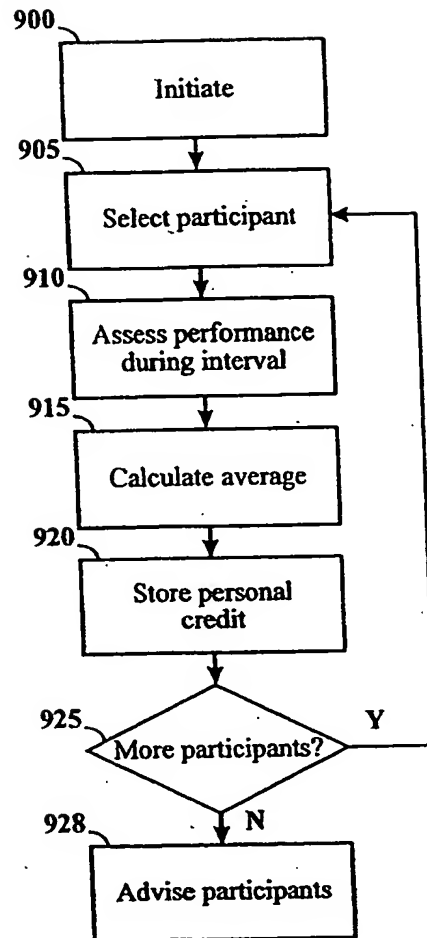 900
Initiate
905
Select participant
910
Assess performance
during interval
915
Calculate average
920
Store personal
credit
925
More participants?
Y
N
928
Advise participants